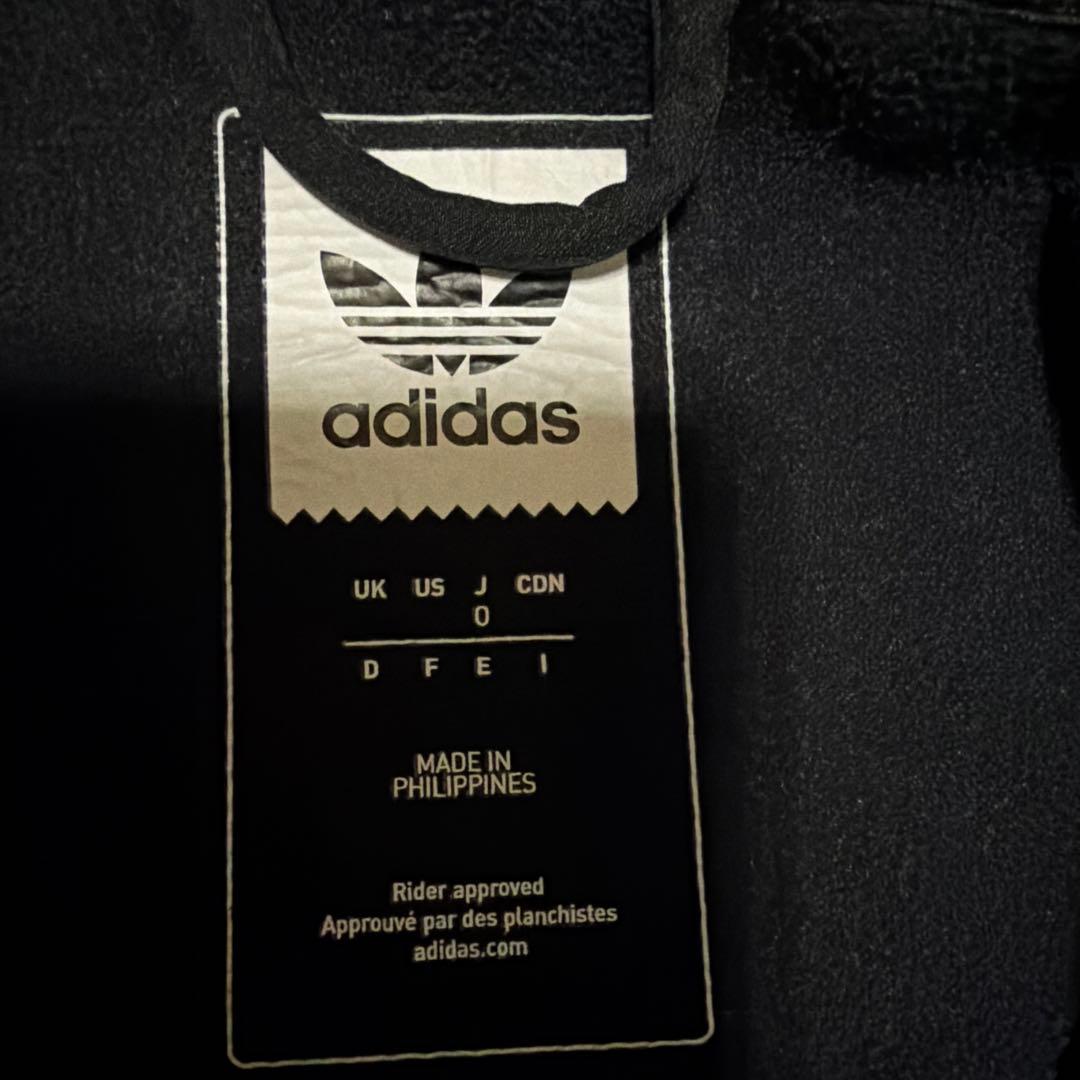 adidas
UK US J CDN
O
D F E I
MADE IN
PHILIPPINES
Rider approved
Approuvé par des planchistes
adidas.com